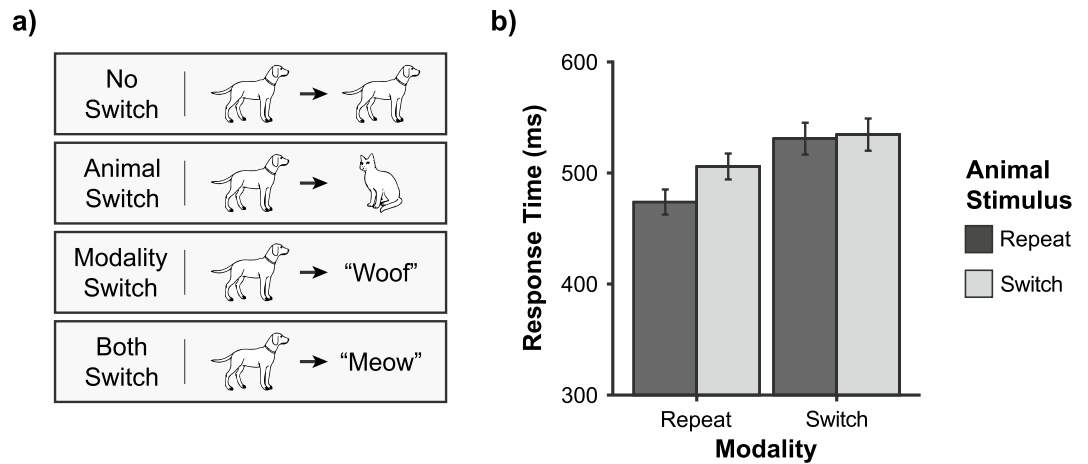 a)
No
Switch
Animal
Switch
Modality
Switch
“Woof”
Both
Switch
“Meow”
b)
600
500
400
300
Response Time (ms)
Repeat
Switch
Modality
Animal
Stimulus
Repeat
Switch